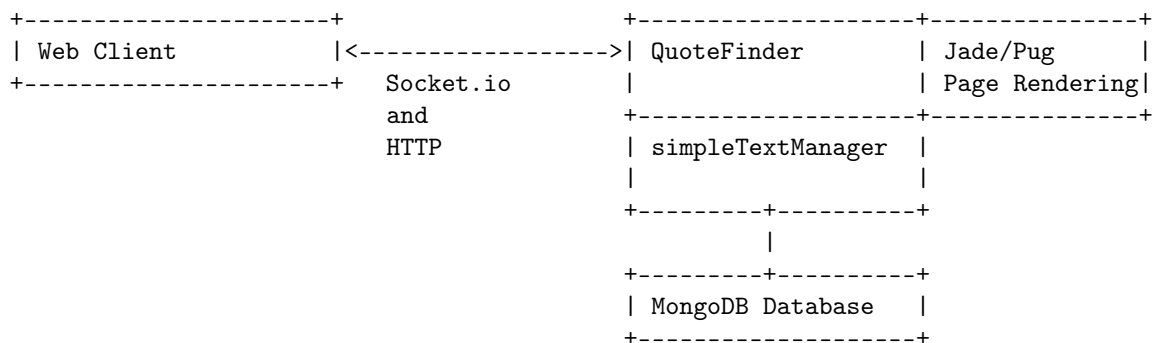 +----------------------+                    +--------------------+---------------+
| Web Client           |<------------------>| QuoteFinder        | Jade/Pug      |
+----------------------+   Socket.io        |                    | Page Rendering|
                           and              +--------------------+---------------+
                           HTTP             | simpleTextManager  |
                                            |                    |
                                            +---------+----------+
                                                      |
                                            +---------+----------+
                                            | MongoDB Database   |
                                            +--------------------+